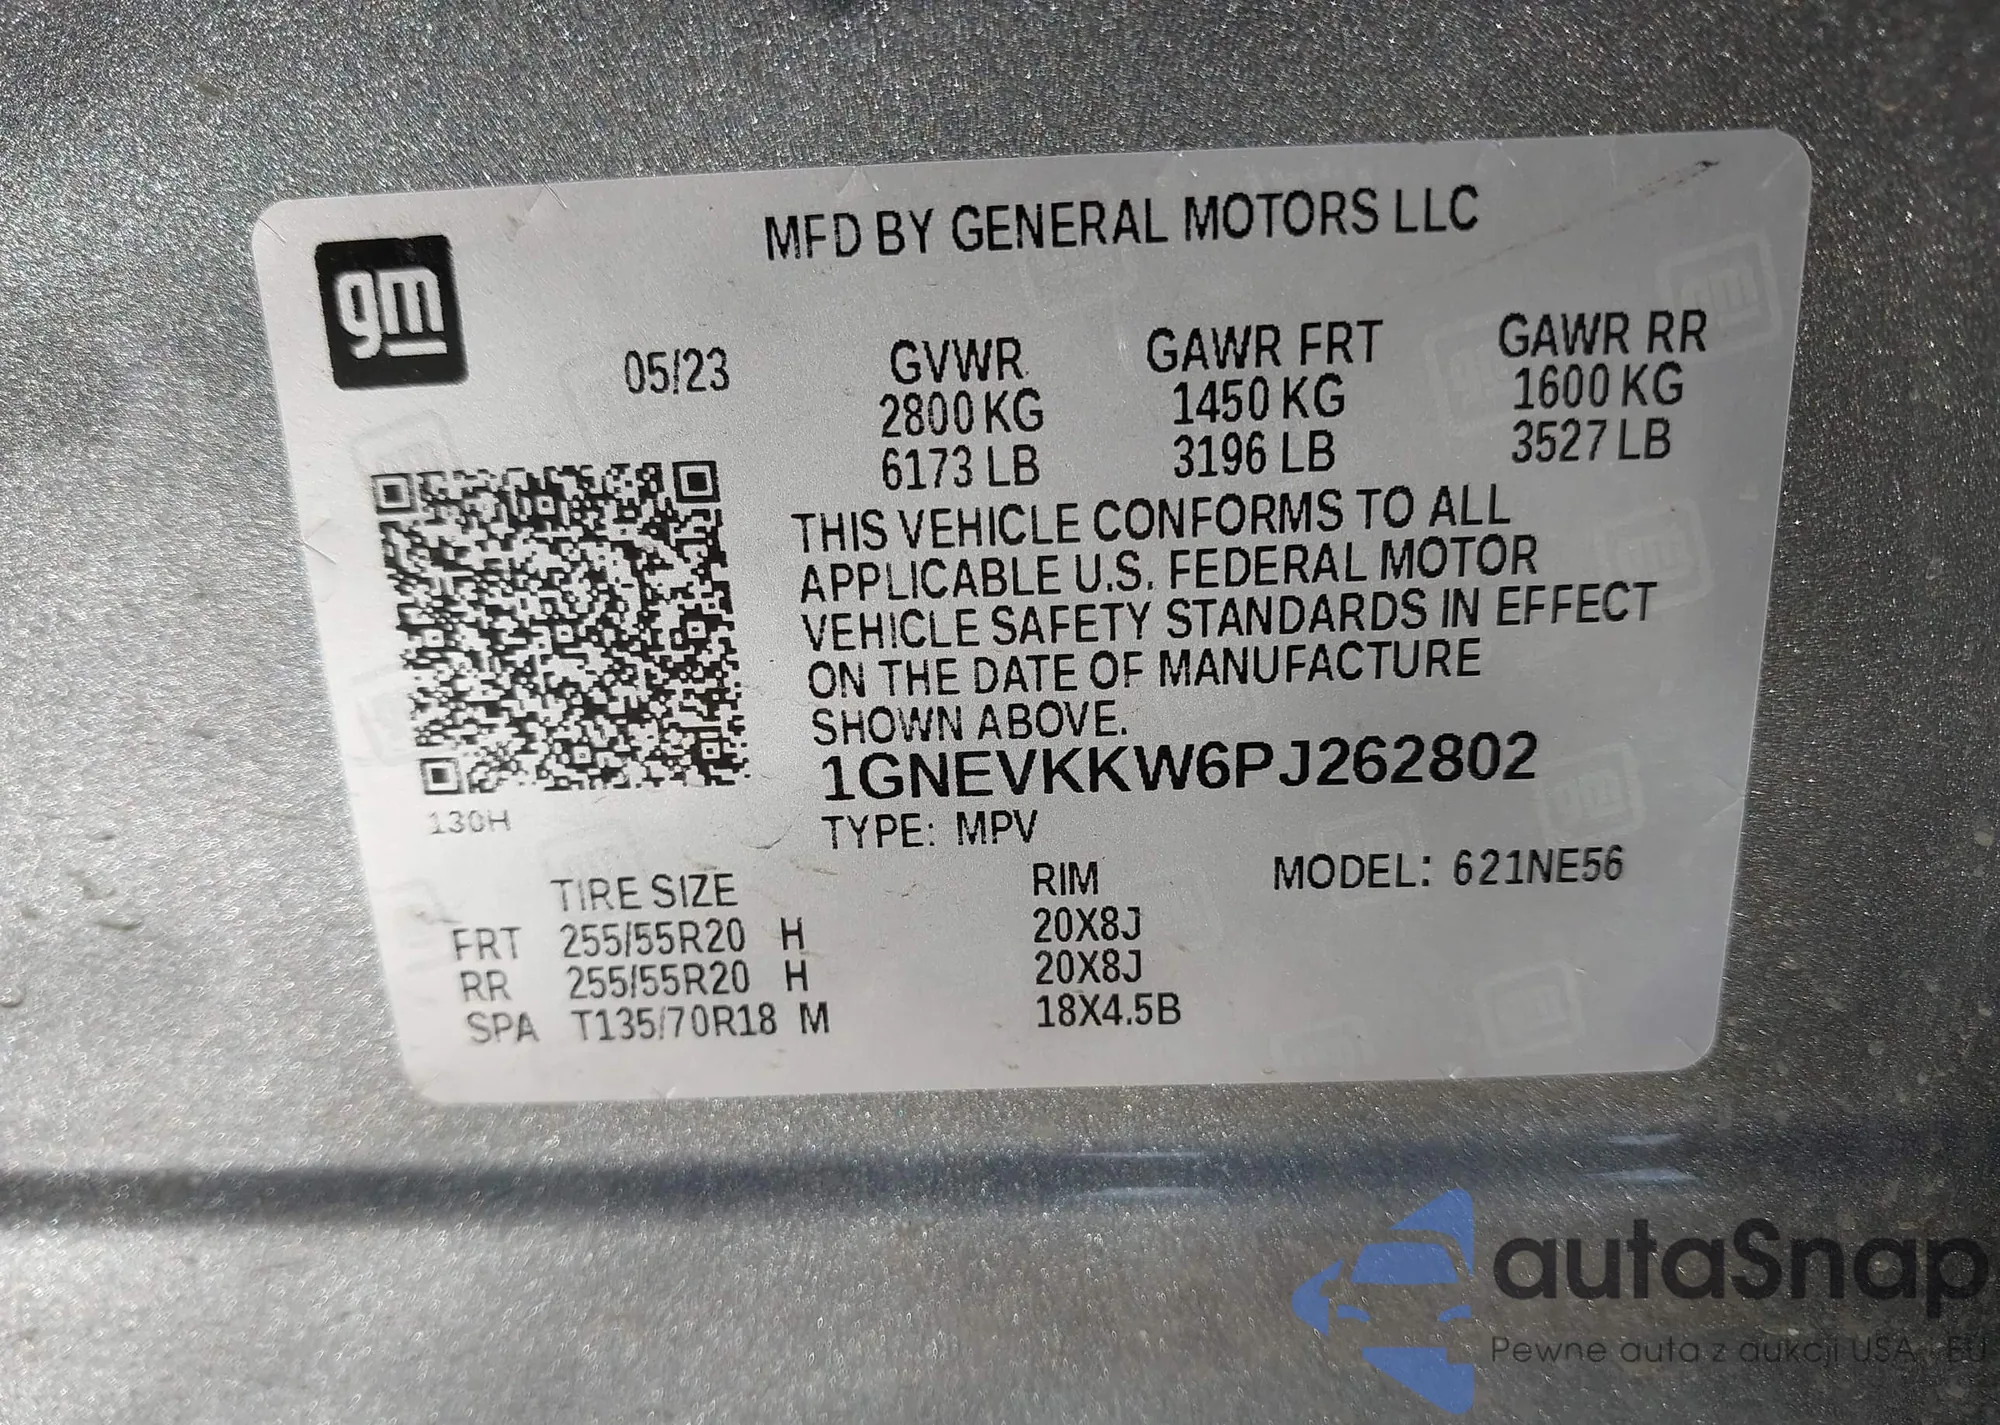 gm
MFD BY GENERAL MOTORS LLC
05/23 GVWR GAWR FRT GAWR RR
2800 KG 1450 KG 1600 KG
6173 LB 3196 LB 3527 LB
THIS VEHICLE CONFORMS TO ALL
APPLICABLE U.S. FEDERAL MOTOR
VEHICLE SAFETY STANDARDS IN EFFECT
ON THE DATE OF MANUFACTURE
SHOWN ABOVE.
1GNEVKKW6PJ262802
130H
TYPE: MPV
MODEL: 621NE56
TIRE SIZE RIM
FRT 255/55R20 H 20X8J
RR 255/55R20 H 20X8J
SPA T135/70R18 M 18X4.5B
autaSnap
Pewne auta z aukcji USA i EU